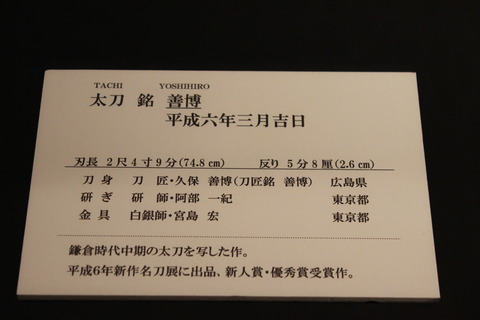 TACHI YOSHIHIRO
太刀 銘 善博
平成六年三月吉日
刃長 2尺4寸9分(74.8㎝) 反り 5分8厘(2.6㎝)
刀身 刀匠・久保 善博(刀匠銘 善博) 広島県
研ぎ 研師・阿部 一紀 東京都
金具 白銀師・宮島 宏 東京都
鎌倉時代中期の太刀を写した作。
平成6年新作名刀展に出品、新人賞・優秀賞受賞作。